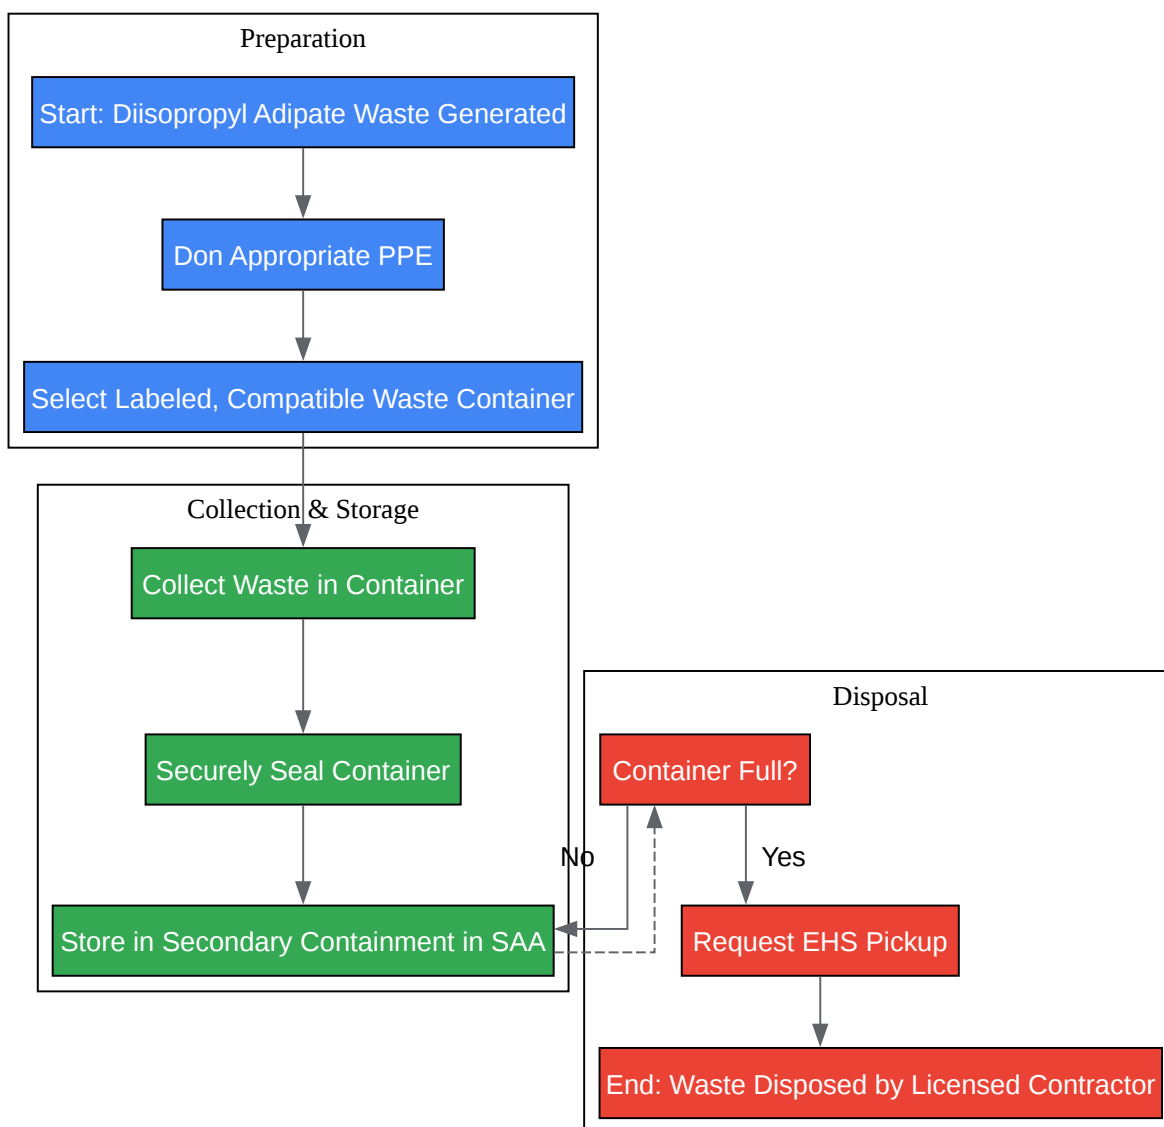 Preparation
Start: Diisopropyl Adipate Waste Generated
Don Appropriate PPE
Select Labeled, Compatible Waste Container
Collection & Storage
Collect Waste in Container
Securely Seal Container
Store in Secondary Containment in SAA
Disposal
Container Full?
No
Yes
Request EHS Pickup
End: Waste Disposed by Licensed Contractor